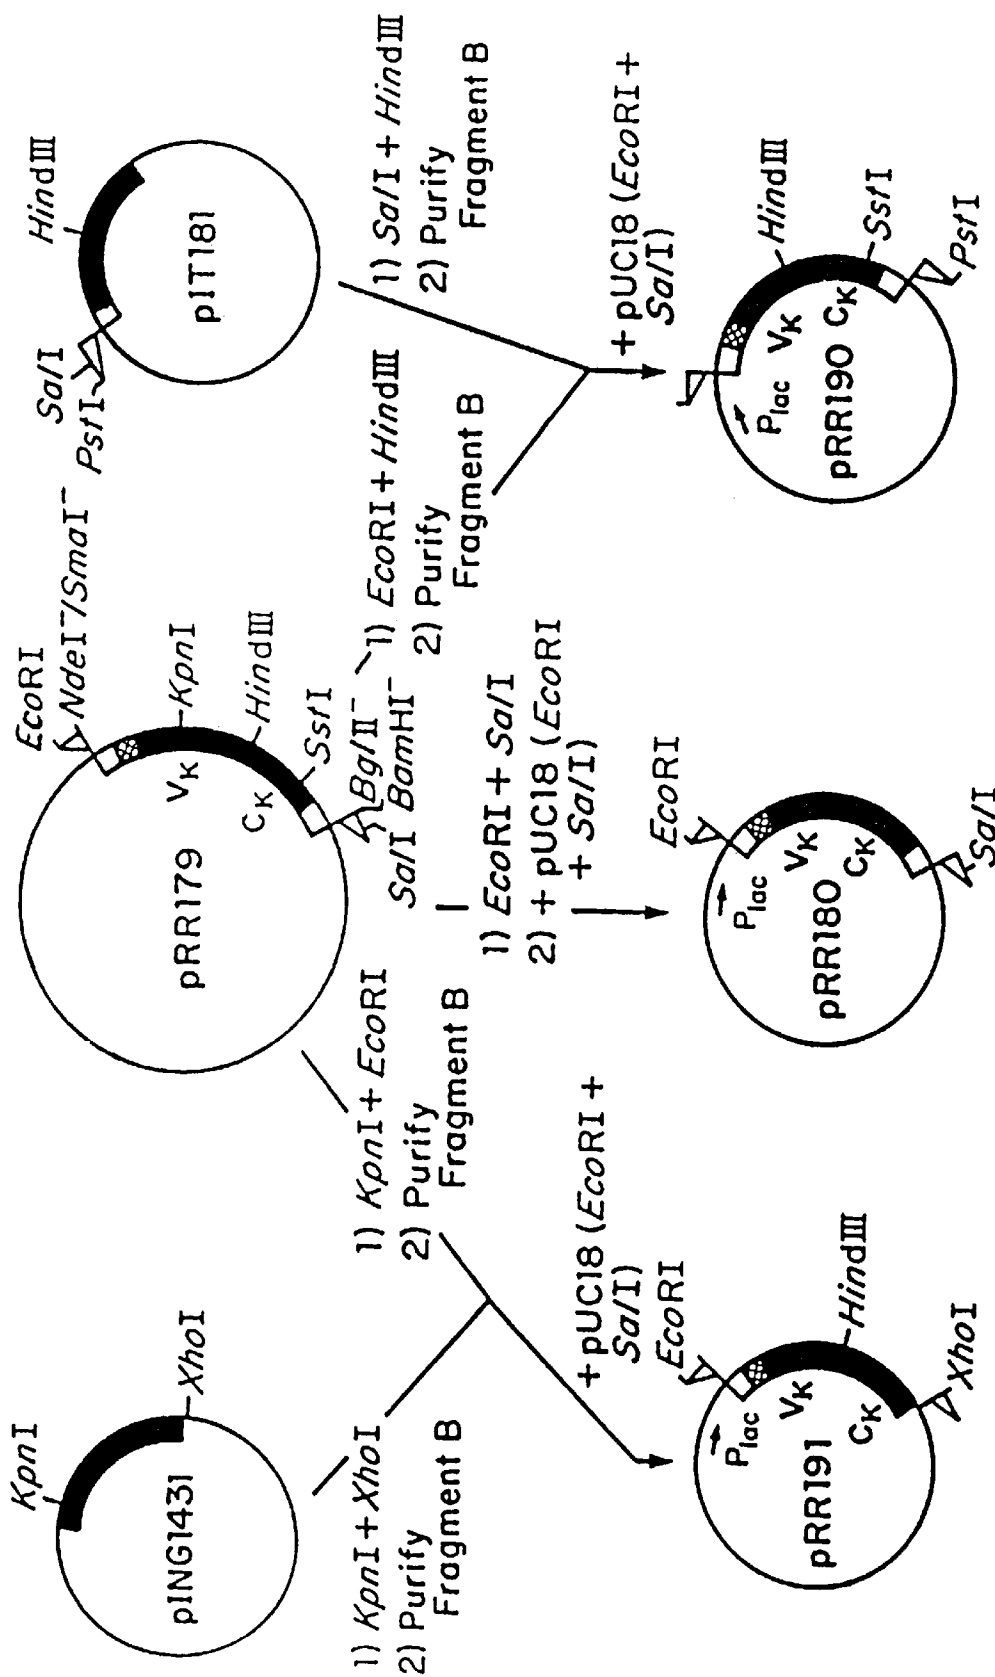 KpnI
XhoI
pING1431
1) KpnI + XhoI
2) Purify
Fragment B
EcoRI
NdeI⁻/SmaI⁻
KpnI
HindIII
SstI
BglII⁻
BamHI⁻
SalI
VK
CK
pRR179
1) KpnI + EcoRI
2) Purify
Fragment B
1) EcoRI + SalI
2) + pUC18 (EcoRI
+ SalI)
1) EcoRI + HindIII
2) Purify
Fragment B
SalI
PstI
HindIII
pIT181
1) SalI + HindIII
2) Purify
Fragment B
+ pUC18 (EcoRI +
SalI)
EcoRI
Plac
VK
CK
HindIII
XhoI
pRR191
EcoRI
Plac
VK
CK
SalI
pRR180
+ pUC18 (EcoRI +
SalI)
Plac
VK
CK
HindIII
SstI
PstI
pRR190